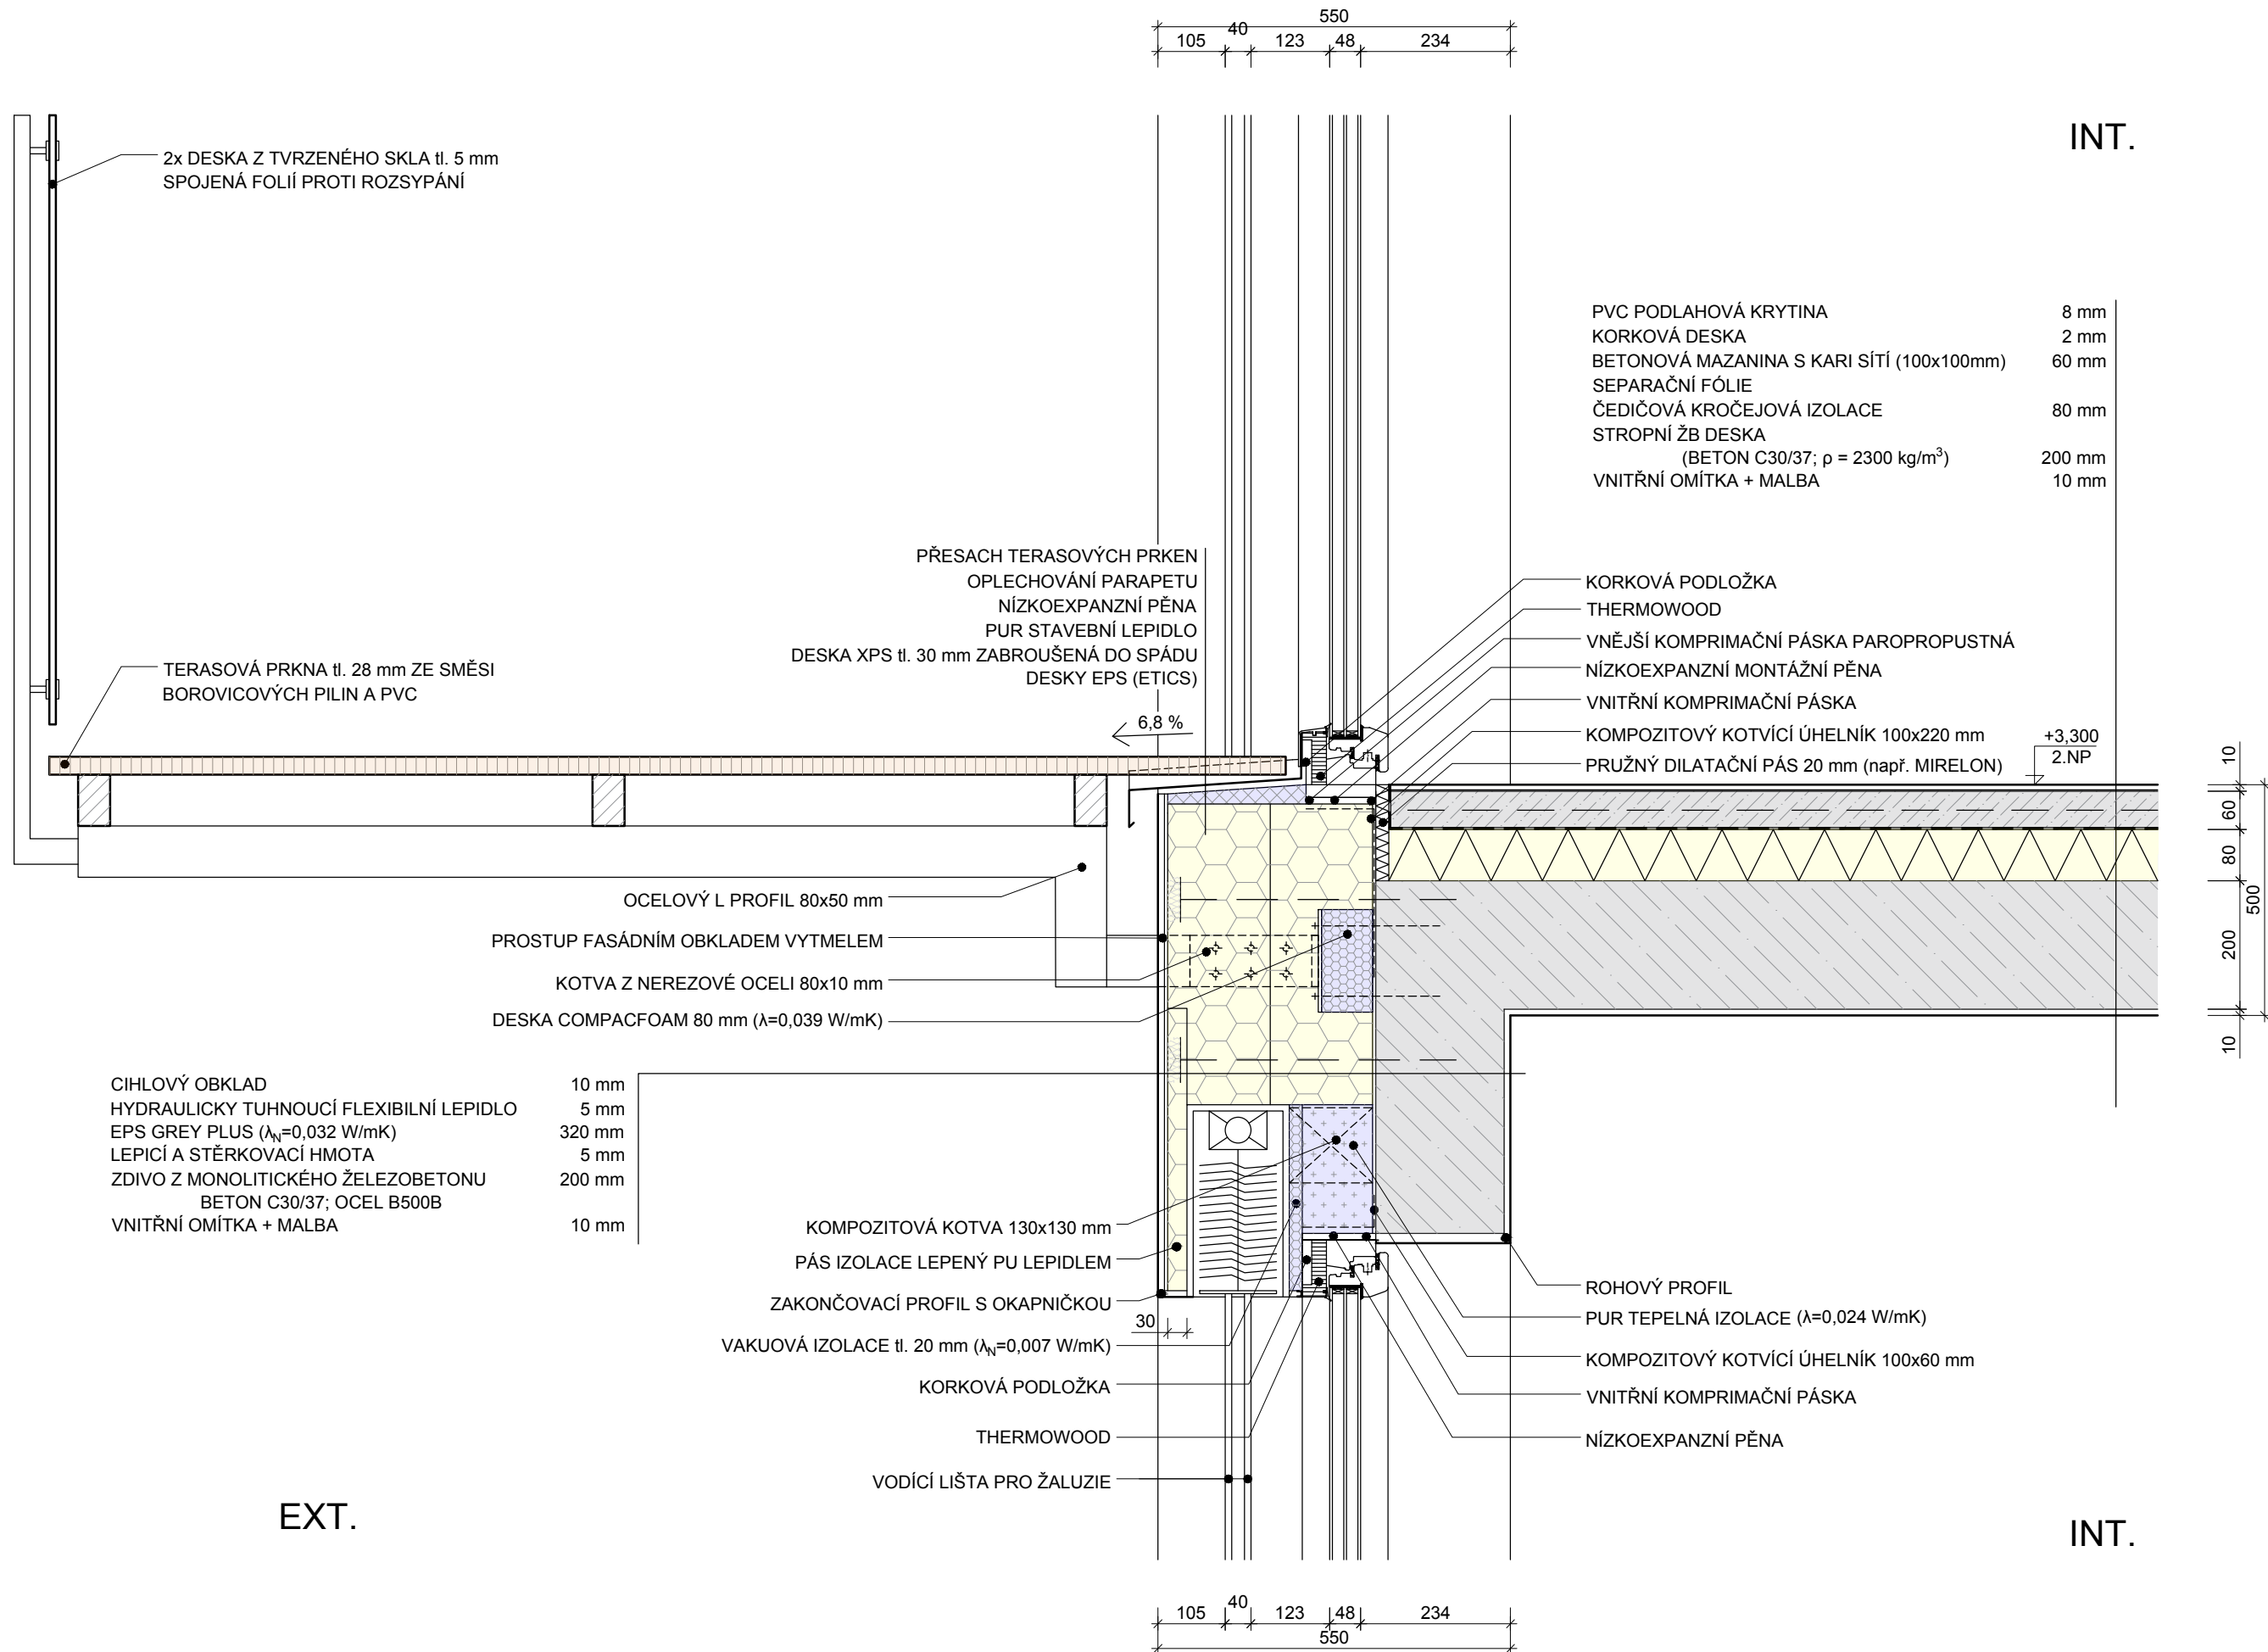 550
105 40 123 48 234
INT.
2x DESKA Z TVRZENÉHO SKLA tl. 5 mm
SPOJENÁ FOLIÍ PROTI ROZSYPÁNÍ
PVC PODLAHOVÁ KRYTINA 8 mm
KORKOVÁ DESKA 2 mm
BETONOVÁ MAZANINA S KARI SÍTÍ (100x100mm) 60 mm
SEPARAČNÍ FÓLIE
ČEDIČOVÁ KROČEJOVÁ IZOLACE 80 mm
STROPNÍ ŽB DESKA
(BETON C30/37; ρ = 2300 kg/m³) 200 mm
VNITŘNÍ OMÍTKA + MALBA 10 mm
PŘESACH TERASOVÝCH PRKEN
OPLECHOVÁNÍ PARAPETU
NÍZKOEXPANZNÍ PĚNA
PUR STAVEBNÍ LEPIDLO
DESKA XPS tl. 30 mm ZABROUŠENÁ DO SPÁDU
DESKY EPS (ETICS)
6,8 %
TERASOVÁ PRKNA tl. 28 mm ZE SMĚSI
BOROVICOVÝCH PILIN A PVC
KORKOVÁ PODLOŽKA
THERMOWOOD
VNĚJŠÍ KOMPRIMAČNÍ PÁSKA PAROPROPUSTNÁ
NÍZKOEXPANZNÍ MONTÁŽNÍ PĚNA
VNITŘNÍ KOMPRIMAČNÍ PÁSKA
KOMPOZITOVÝ KOTVÍCÍ ÚHELNÍK 100x220 mm
PRUŽNÝ DILATAČNÍ PÁS 20 mm (např. MIRELON)
+3,300
2.NP
10
60
80
200
10
500
OCELOVÝ L PROFIL 80x50 mm
PROSTUP FASÁDNÍM OBKLADEM VYTMELEM
KOTVA Z NEREZOVÉ OCELI 80x10 mm
DESKA COMPACFOAM 80 mm (λ=0,039 W/mK)
CIHLOVÝ OBKLAD 10 mm
HYDRAULICKY TUHNOUCÍ FLEXIBILNÍ LEPIDLO 5 mm
EPS GREY PLUS (λN=0,032 W/mK) 320 mm
LEPICÍ A STĚRKOVACÍ HMOTA 5 mm
ZDIVO Z MONOLITICKÉHO ŽELEZOBETONU 200 mm
BETON C30/37; OCEL B500B
VNITŘNÍ OMÍTKA + MALBA 10 mm
KOMPOZITOVÁ KOTVA 130x130 mm
PÁS IZOLACE LEPENÝ PU LEPIDLEM
ZAKONČOVACÍ PROFIL S OKAPNIČKOU
30
VAKUOVÁ IZOLACE tl. 20 mm (λN=0,007 W/mK)
KORKOVÁ PODLOŽKA
THERMOWOOD
VODÍCÍ LIŠTA PRO ŽALUZIE
ROHOVÝ PROFIL
PUR TEPELNÁ IZOLACE (λ=0,024 W/mK)
KOMPOZITOVÝ KOTVÍCÍ ÚHELNÍK 100x60 mm
VNITŘNÍ KOMPRIMAČNÍ PÁSKA
NÍZKOEXPANZNÍ PĚNA
EXT.
INT.
105 40 123 48 234
550